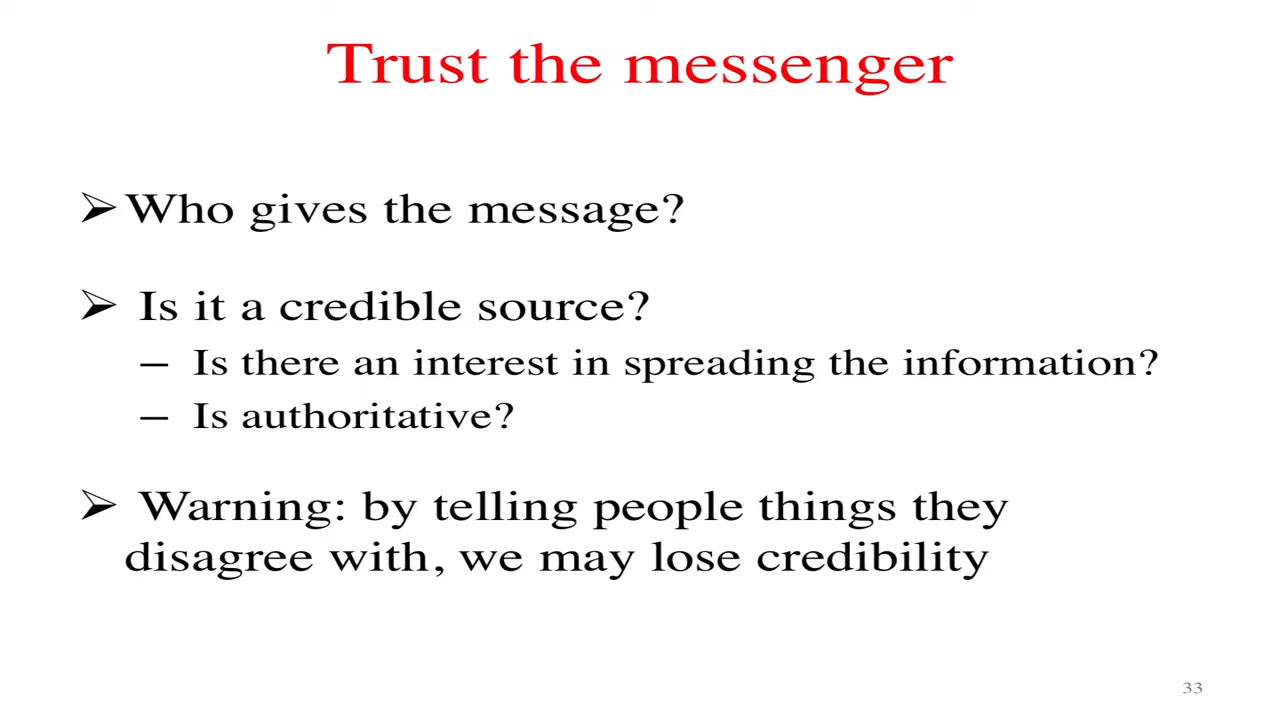 Trust the messenger
➢ Who gives the message?
➢ Is it a credible source?
– Is there an interest in spreading the information?
– Is authoritative?
➢ Warning: by telling people things they
disagree with, we may lose credibility
33